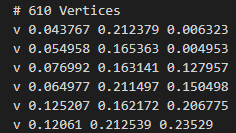 # 610 Vertices
v 0.043767 0.212379 0.006323
v 0.054958 0.165363 0.004953
v 0.076992 0.163141 0.127957
v 0.064977 0.211497 0.150498
v 0.125207 0.162172 0.206775
v 0.12061 0.212539 0.23529